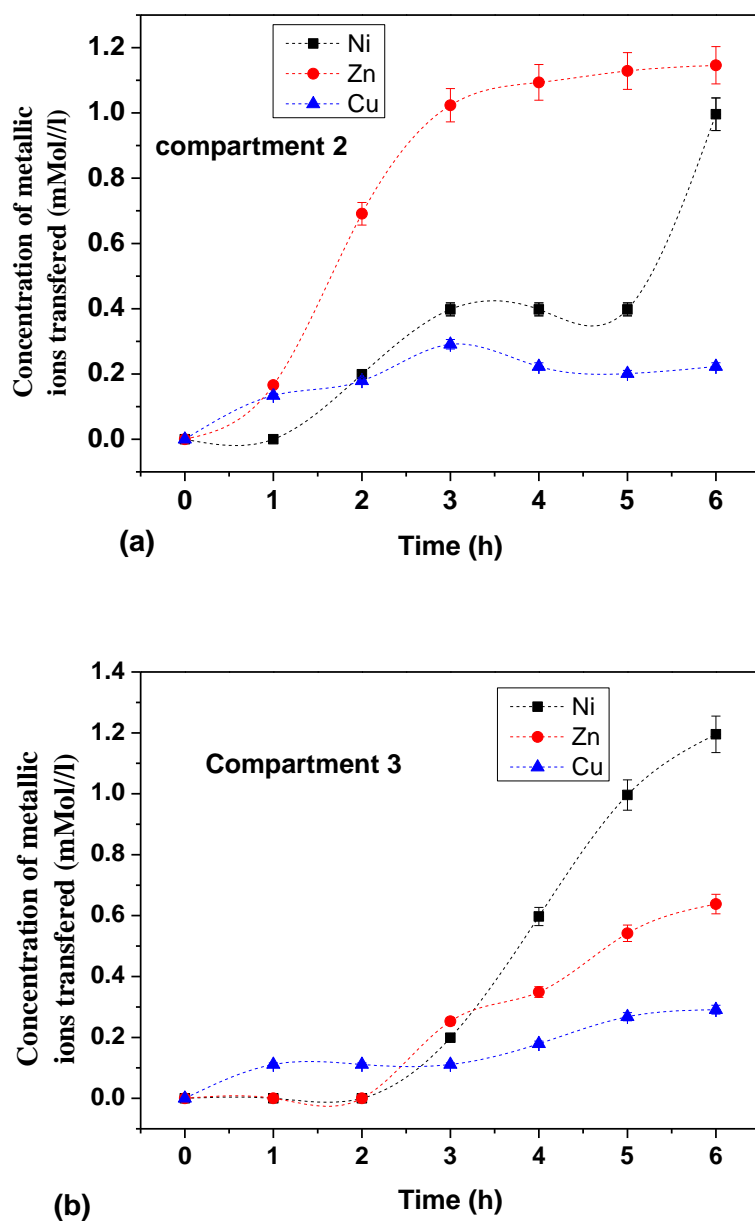 1.2
1.0
0.8
0.6
0.4
0.2
0.0
Ni
Zn
Cu
compartment 2
Concentration of metallic
ions transfered (mMol//l)
0 1 2 3 4 5 6
(a)
Time (h)
1.4
1.2
1.0
0.8
0.6
0.4
0.2
0.0
Ni
Zn
Cu
Compartment 3
Concentration of metallic
ions transfered (mMol//l)
0 1 2 3 4 5 6
(b)
Time (h)